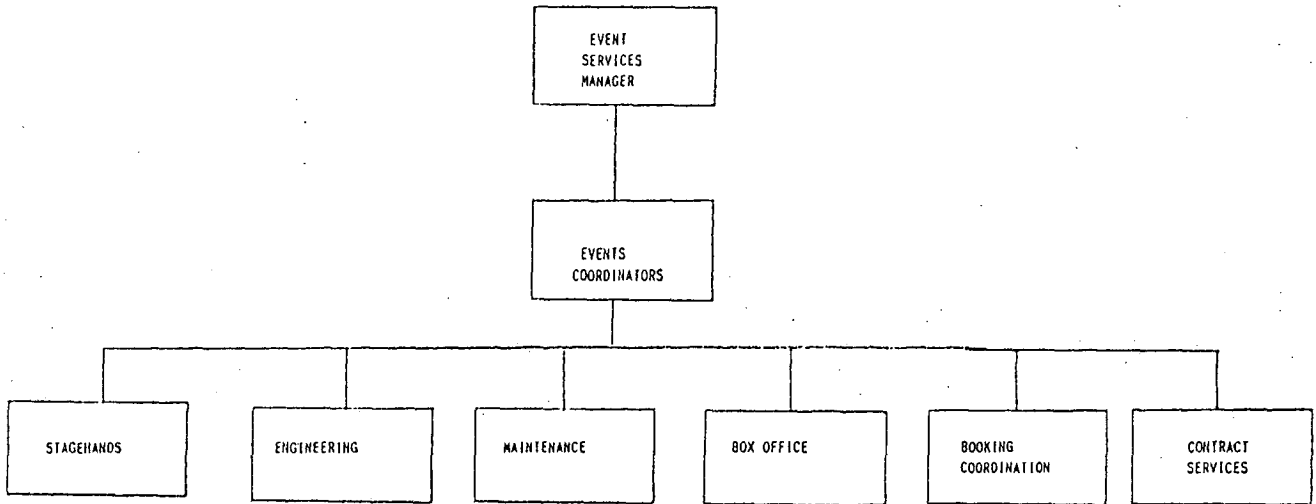 EVENT
SERVICES
MANAGER
EVENTS
COORDINATORS
STAGEHANDS
ENGINEERING
MAINTENANCE
BOX OFFICE
BOOKING
COORDINATION
CONTRACT
SERVICES